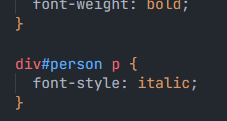 font-weight: bold;
}
div#person p {
font-style: italic;
}